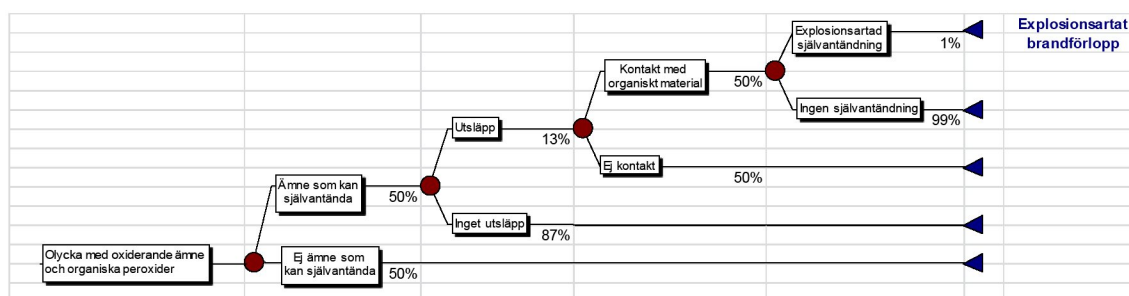 Explosionsartad
självantändning
1%
Explosionsartat
brandförlopp
Kontakt med
organiskt material
50%
Ingen självantändning
99%
Utsläpp
13%
Ej kontakt
50%
Ämne som kan
självantända
50%
Inget utsläpp
87%
Olycka med oxiderande ämne
och organiska peroxider
Ej ämne som
kan självantända
50%